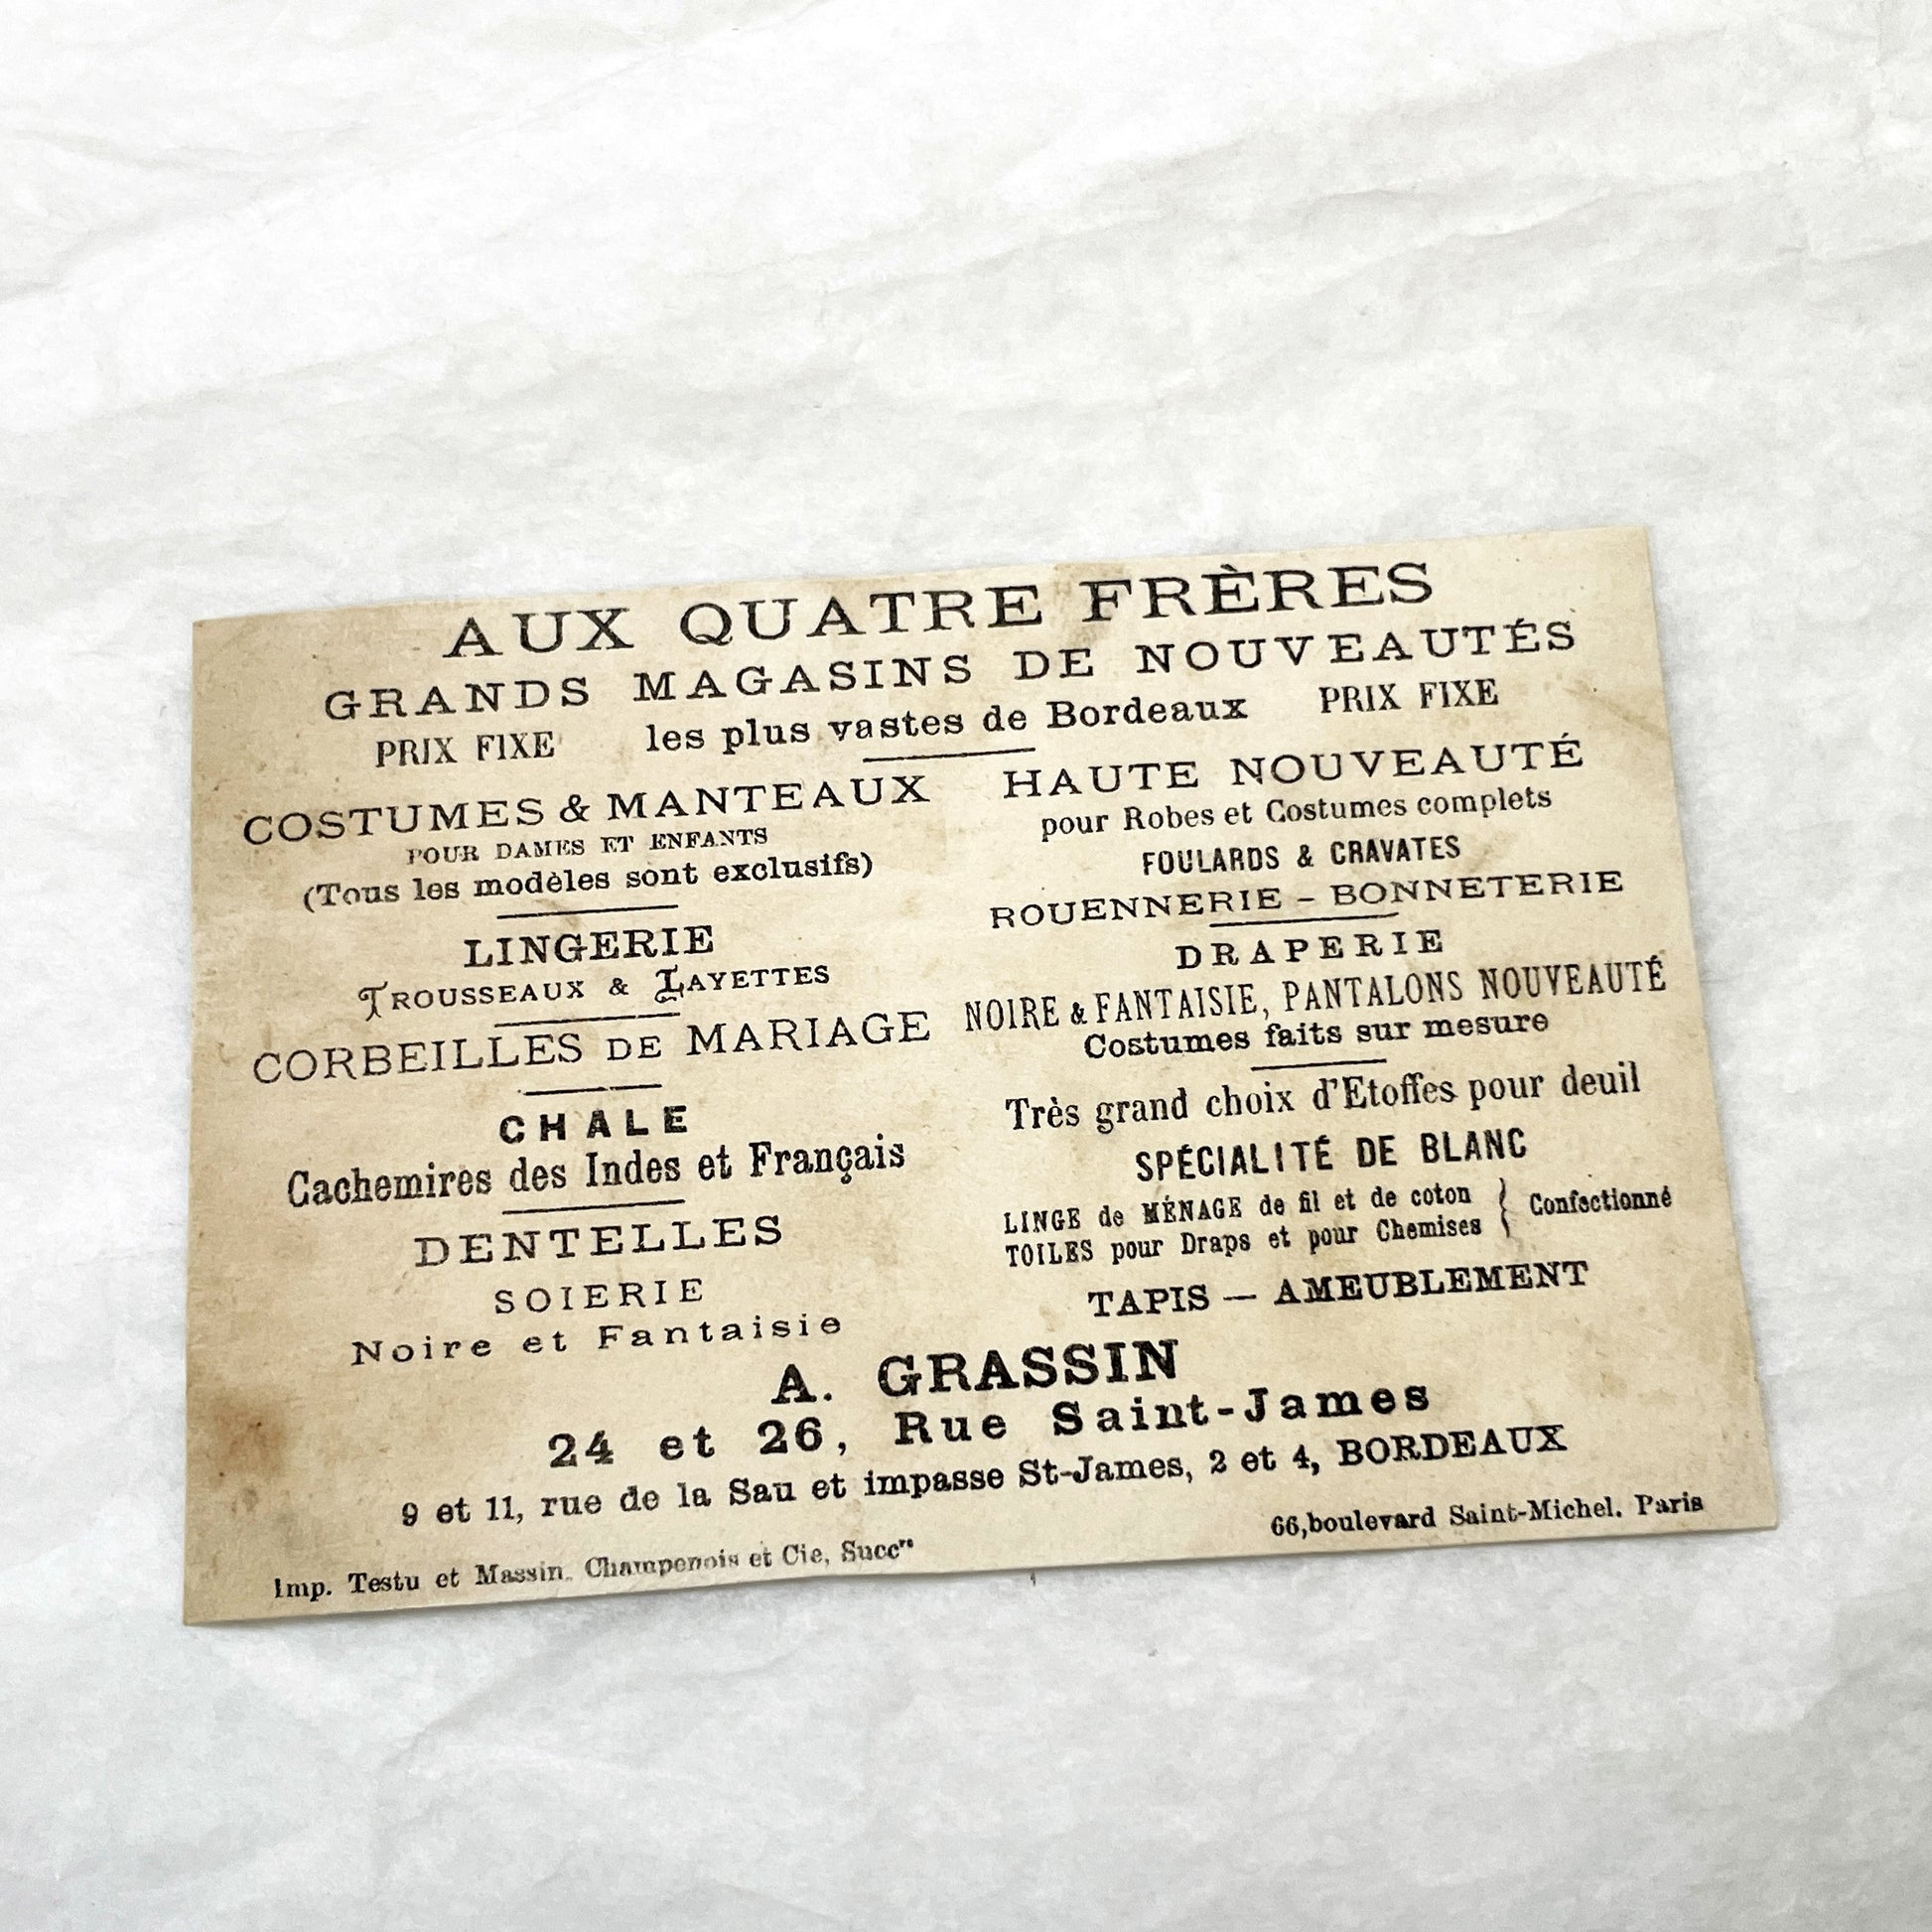 AUX QUATRE FRÈRES
GRANDS MAGASINS DE NOUVEAUTÉS
PRIX FIXE les plus vastes de Bordeaux PRIX FIXE
COSTUMES & MANTEAUX
POUR DAMES ET ENFANTS
(Tous les modèles sont exclusifs)
LINGERIE
TROUSSEAUX & LAYETTES
CORBEILLES DE MARIAGE
CHALE
Cachemires des Indes et Français
DENTELLES
SOIERIE
Noire et Fantaisie
HAUTE NOUVEAUTÉ
pour Robes et Costumes complets
FOULARDS & CRAVATES
ROUENNERIE - BONNETERIE
DRAPERIE
NOIRE & FANTAISIE, PANTALONS NOUVEAUTÉ
Costumes faits sur mesure
Très grand choix d'Etoffes pour deuil
SPÉCIALITÉ DE BLANC
LINGE de MÉNAGE de fil et de coton
TOILES pour Draps et pour Chemises } Confectionné
TAPIS — AMEUBLEMENT
A. GRASSIN
24 et 26, Rue Saint-James
9 et 11, rue de la Sau et impasse St-James, 2 et 4, BORDEAUX
Imp. Testu et Massin. Champenois et Cie, Succrs 66, boulevard Saint-Michel. Paris